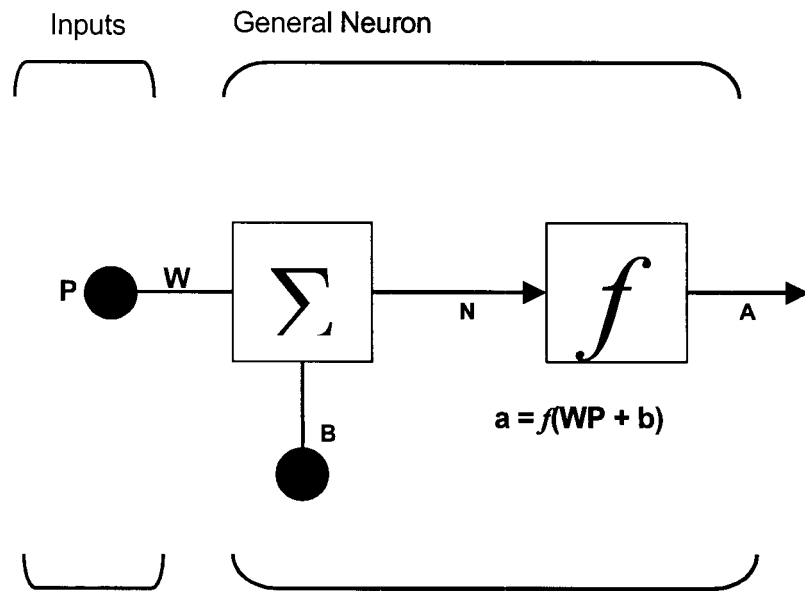 Inputs
General Neuron
P
W
Σ
N
f
A
B
a = f(WP + b)